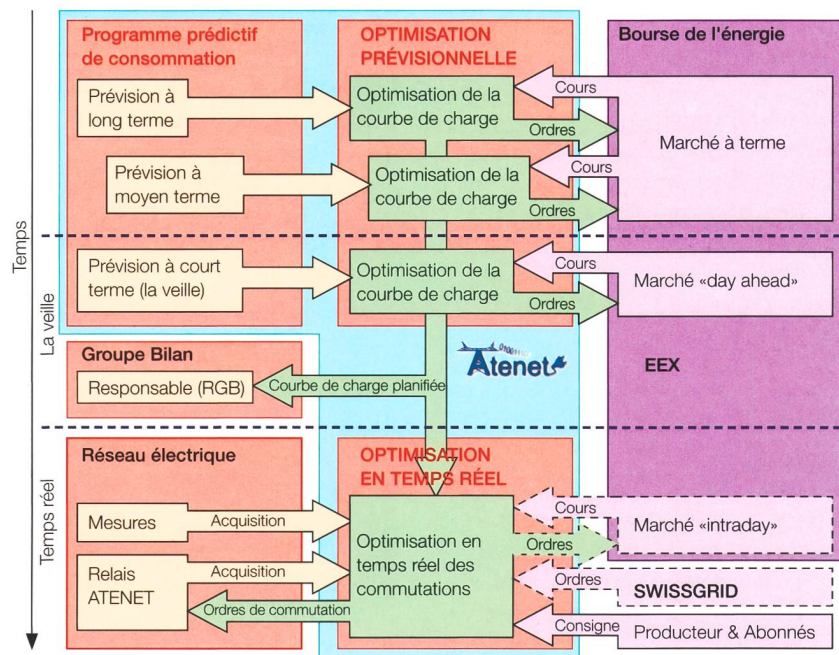 Programme prédictif
de consommation
OPTIMISATION
PRÉVISIONNELLE
Bourse de l'énergie
Prévision à
long terme
Optimisation de la
courbe de charge
Cours
Ordres
Marché à terme
Prévision à
moyen terme
Optimisation de la
courbe de charge
Cours
Ordres
Temps
Prévision à court
terme (la veille)
Optimisation de la
courbe de charge
Cours
Ordres
Marché «day ahead»
La veille
Groupe Bilan
Responsable (RGB)
Courbe de charge planifiée
Atenet
EEX
Réseau électrique
OPTIMISATION
EN TEMPS RÉEL
Temps réel
Mesures
Acquisition
Relais
ATENET
Acquisition
Ordres de commutation
Optimisation en
temps réel des
commutations
Cours
Ordres
Marché «intraday»
Ordres
SWISSGRID
Consigne
Producteur & Abonnés